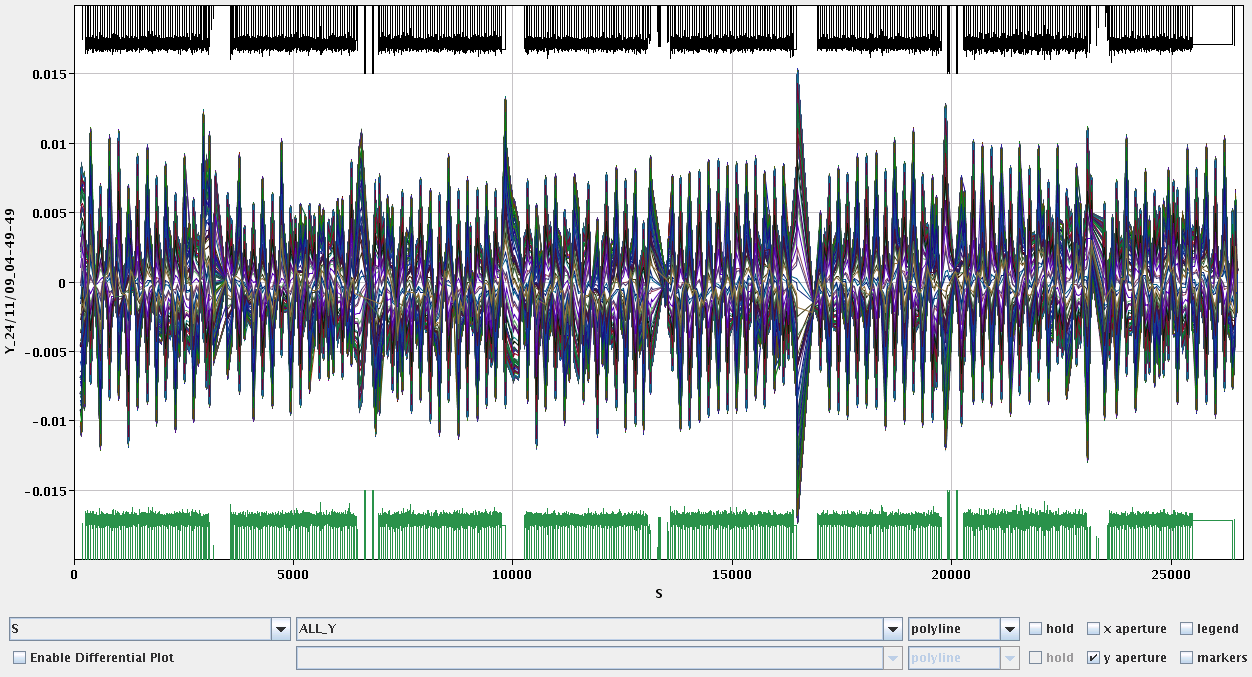 0.015
0.01
0.005
0
-0.005
-0.01
-0.015
Y_24/11/09_04-49-49
0 5000 10000 15000 20000 25000
S
S ALL_Y polyline hold x aperture legend
Enable Differential Plot polyline hold y aperture markers